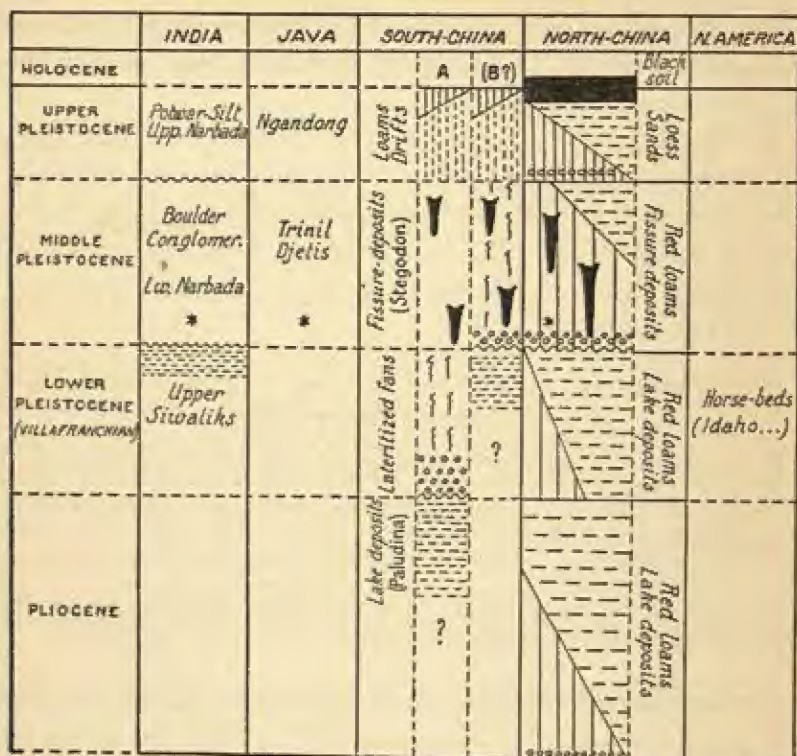 INDIA
JAVA
SOUTH-CHINA
NORTH-CHINA
N.AMERICA
HOLOCENE
A
(B?)
Black
soil
UPPER
PLEISTOCENE
Potwar-Silt
Upp. Narbada
Ngandong
Loams
Drifts
Loess
Sands
MIDDLE
PLEISTOCENE
Boulder
Conglomer.
Lw. Narbada
*
Trinil
Djetis
*
Fissure-deposits
(Stegodon)
*
Red loams
Fissure deposits
LOWER
PLEISTOCENE
(VILLAFRANCHIAN)
Upper
Siwaliks
Lateritized fans
?
Red loams
Lake deposits
Horse-beds
(Idaho...)
PLIOCENE
Lake deposits
(Paludina)
?
Red loams
Lake deposits